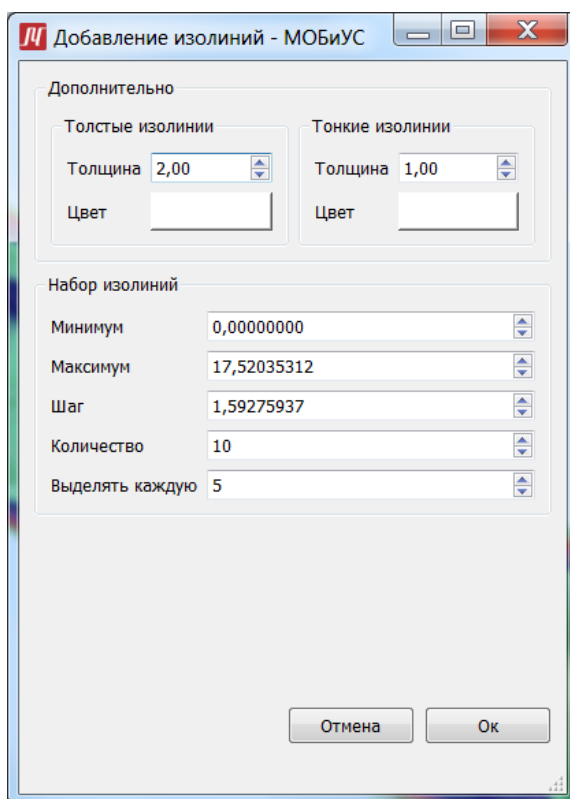 Добавление изолиний - МОБиУС
Дополнительно
Толстые изолинии
Тонкие изолинии
Толщина 2,00
Толщина 1,00
Цвет
Цвет
Набор изолиний
Минимум 0,00000000
Максимум 17,52035312
Шаг 1,59275937
Количество 10
Выделять каждую 5
Отмена
Ок